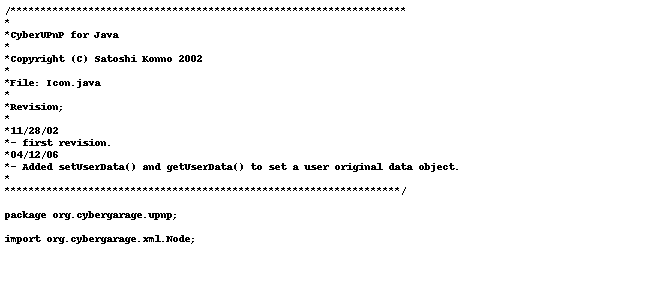 /******************************************************************
*
*CyberUPnP for Java
*
*Copyright (C) Satoshi Konno 2002
*
*File: Icon.java
*
*Revision;
*
*11/28/02
*- first revision.
*04/12/06
*- Added setUserData() and getUserData() to set a user original data object.
*
******************************************************************/
package org.cybergarage.upnp;
import org.cybergarage.xml.Node;